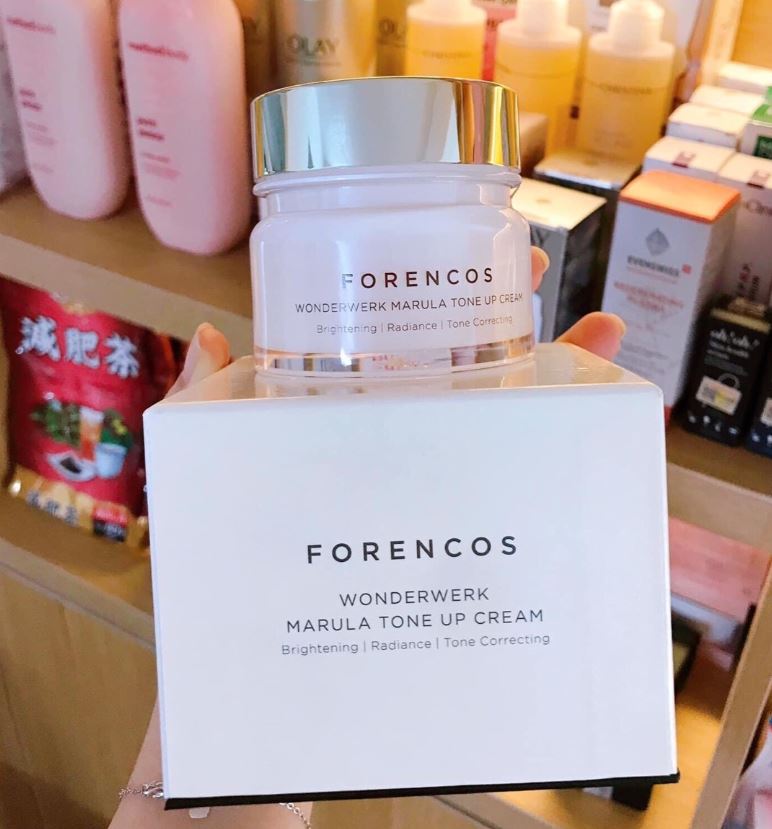 OLAY
FORENCOS
WONDERWERK MARULA TONE UP CREAM
Brightening | Radiance | Tone Correcting
EVENSWISS
減肥茶
FORENCOS
WONDERWERK
MARULA TONE UP CREAM
Brightening | Radiance | Tone Correcting